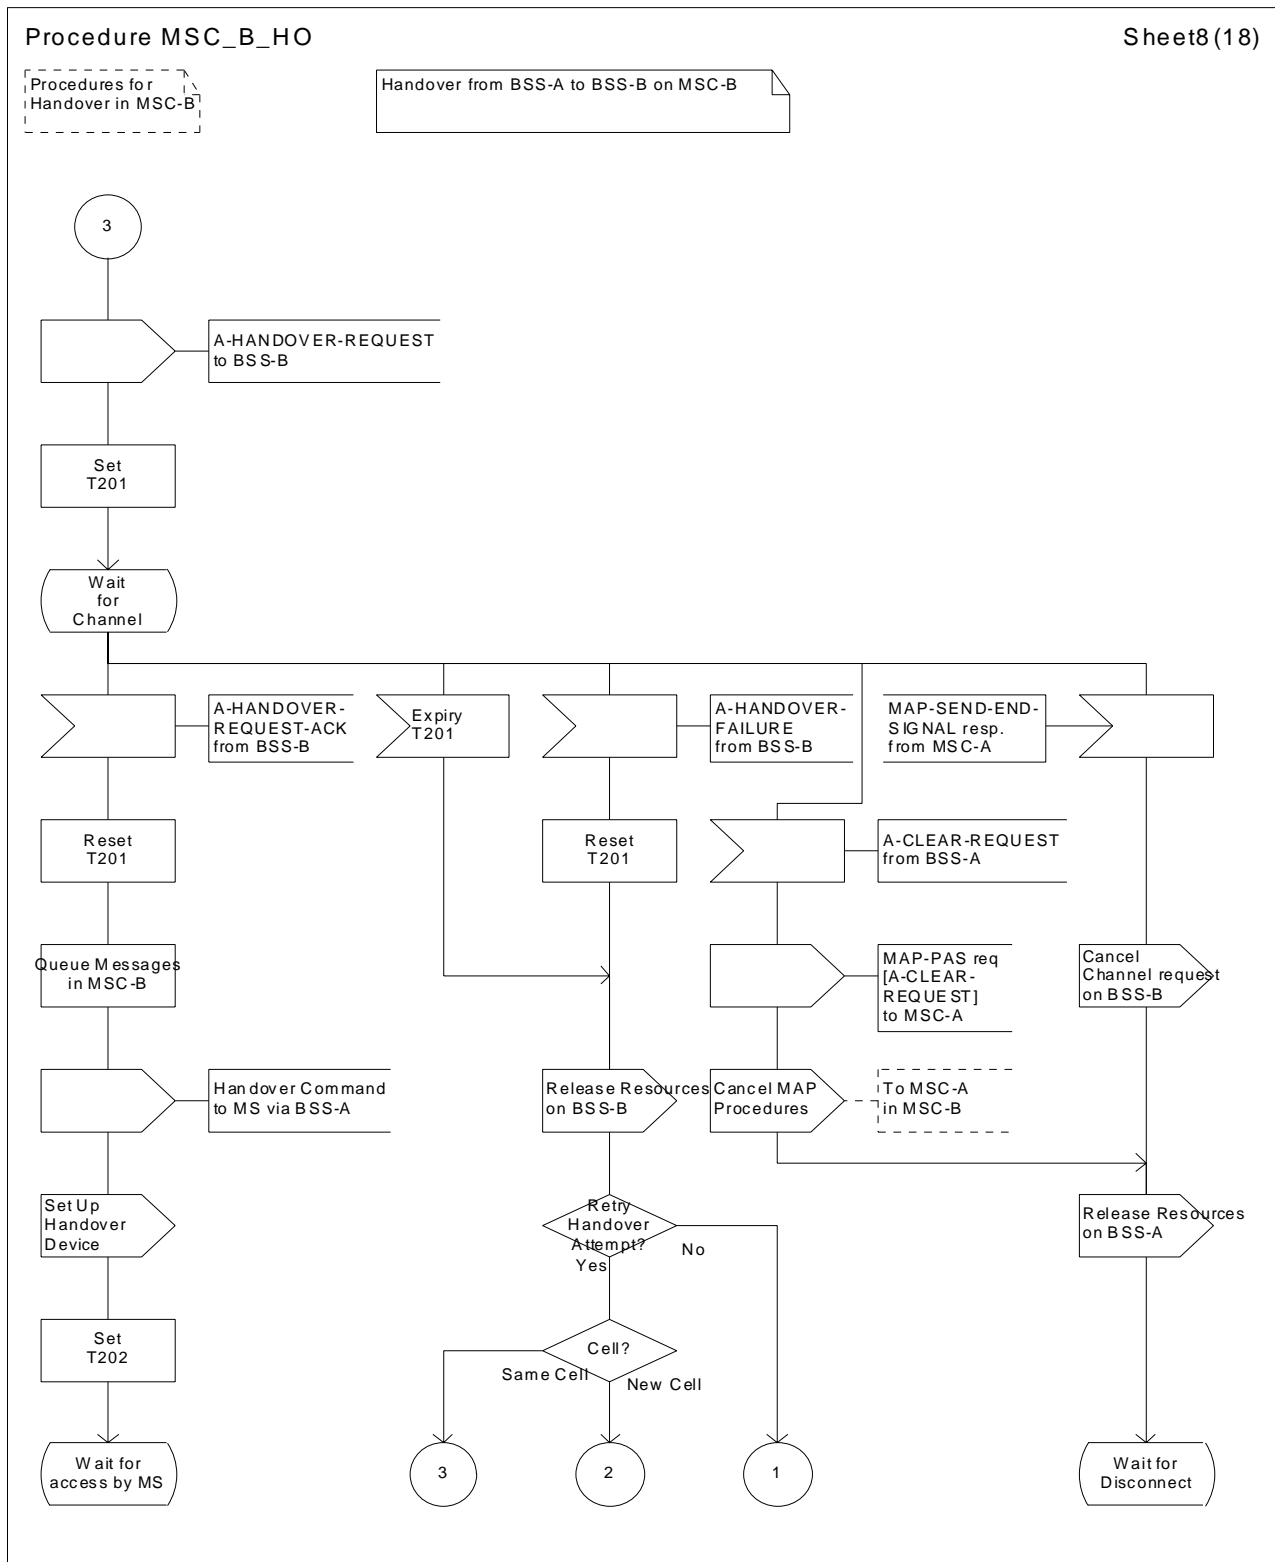 Procedure MSC_B_HO
Sheet8(18)
Procedures for
Handover in MSC-B
Handover from BSS-A to BSS-B on MSC-B
3
A-HANDOVER-REQUEST
to BSS-B
Set
T201
Wait
for
Channel
A-HANDOVER-
REQUEST-ACK
from BSS-B
Expiry
T201
A-HANDOVER-
FAILURE
from BSS-B
MAP-SEND-END-
SIGNAL resp.
from MSC-A
Reset
T201
Reset
T201
A-CLEAR-REQUEST
from BSS-A
Queue Messages
in MSC-B
MAP-PAS req
[A-CLEAR-
REQUEST]
to MSC-A
Cancel
Channel request
on BSS-B
Handover Command
to MS via BSS-A
Release Resources
on BSS-B
Cancel MAP
Procedures
To MSC-A
in MSC-B
Set Up
Handover
Device
Retry
Handover
Attempt?
Yes
No
Release Resources
on BSS-A
Set
T202
Cell?
Same Cell
New Cell
Wait for
access by MS
3
2
1
Wait for
Disconnect